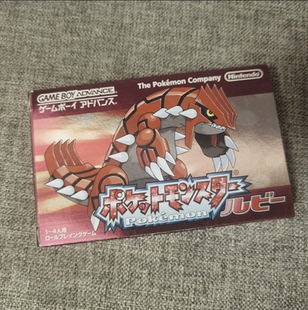 GAME BOY ADVANCE
ゲームボーイ アドバンス
The Pokémon Company
Nintendo
ポケットモンスター
Pokémon
ルビー
1~4人用
ロールプレイングゲーム